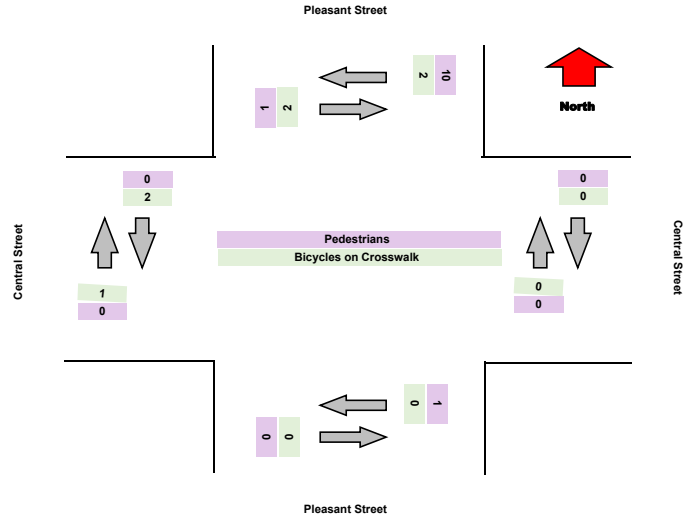 Pleasant Street
2 10
1 2
North
0
2
0
0
Central Street
Pedestrians
Bicycles on Crosswalk
Central Street
1
0
0
0
0 1
0 0
Pleasant Street